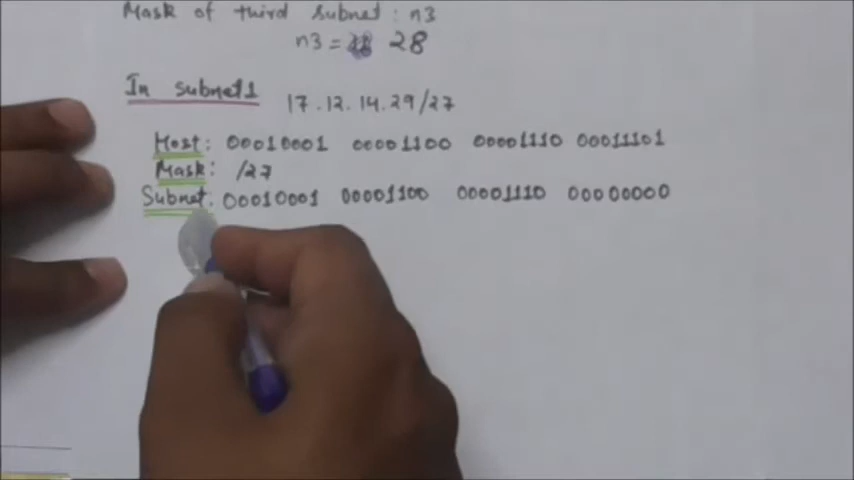 Mask of third subnet : n3
n3 = 28
In subnet1 17.12.14.29/27
Host: 00010001 00001100 00001110 00011101
Mask: /27
Subnet: 00010001 00001100 00001110 00000000